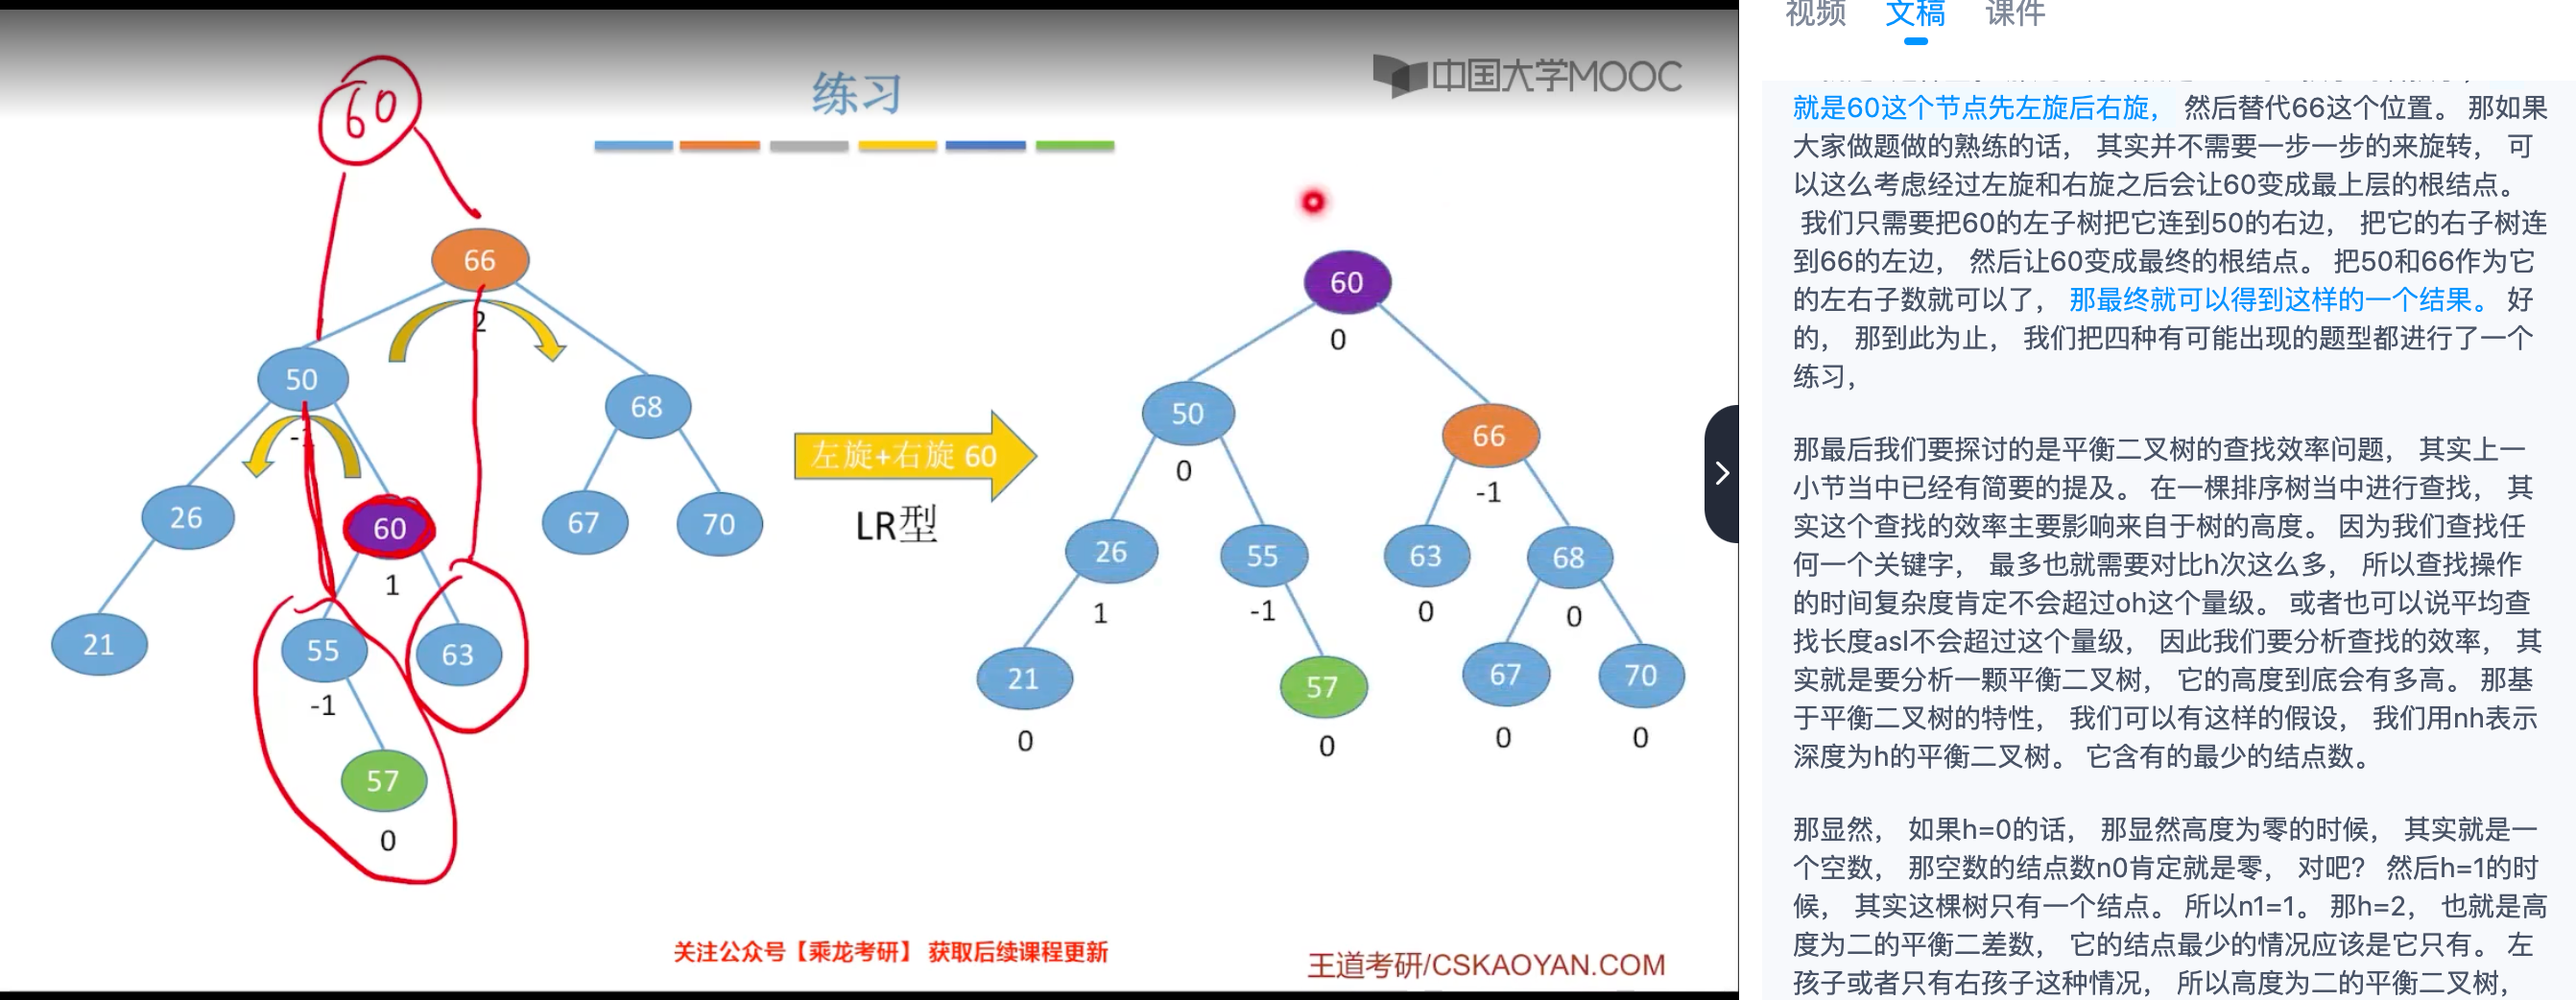 视频 文稿 课件
练习
中国大学MOOC
60
66
2
50
-1
68
26
60
67
70
1
21
55
63
-1
57
0
左旋+右旋 60
LR型
60
0
50
66
0
-1
26
55
63
68
1
-1
0
0
21
57
67
70
0
0
0
0
关注公众号【乘龙考研】 获取后续课程更新
王道考研/CSKAOYAN.COM
就是60这个节点先左旋后右旋， 然后替代66这个位置。 那如果
大家做题做的熟练的话， 其实并不需要一步一步的来旋转， 可
以这么考虑经过左旋和右旋之后会让60变成最上层的根结点。
我们只需要把60的左子树把它连到50的右边， 把它的右子树连
到66的左边， 然后让60变成最终的根结点。 把50和66作为它
的左右子数就可以了， 那最终就可以得到这样的一个结果。 好
的， 那到此为止， 我们把四种有可能出现的题型都进行了一个
练习，
那最后我们要探讨的是平衡二叉树的查找效率问题， 其实上一
小节当中已经有简要的提及。 在一棵排序树当中进行查找， 其
实这个查找的效率主要影响来自于树的高度。 因为我们查找任
何一个关键字， 最多也就需要对比h次这么多， 所以查找操作
的时间复杂度肯定不会超过oh这个量级。 或者也可以说平均查
找长度asl不会超过这个量级， 因此我们要分析查找的效率， 其
实就是要分析一颗平衡二叉树， 它的高度到底会有多高。 那基
于平衡二叉树的特性， 我们可以有这样的假设， 我们用nh表示
深度为h的平衡二叉树。 它含有的最少的结点数。
那显然， 如果h=0的话， 那显然高度为零的时候， 其实就是一
个空数， 那空数的结点数n0肯定就是零， 对吧？ 然后h=1的时
候， 其实这棵树只有一个结点。 所以n1=1。 那h=2， 也就是高
度为二的平衡二差数， 它的结点最少的情况应该是它只有。 左
孩子或者只有右孩子这种情况， 所以高度为二的平衡二叉树，